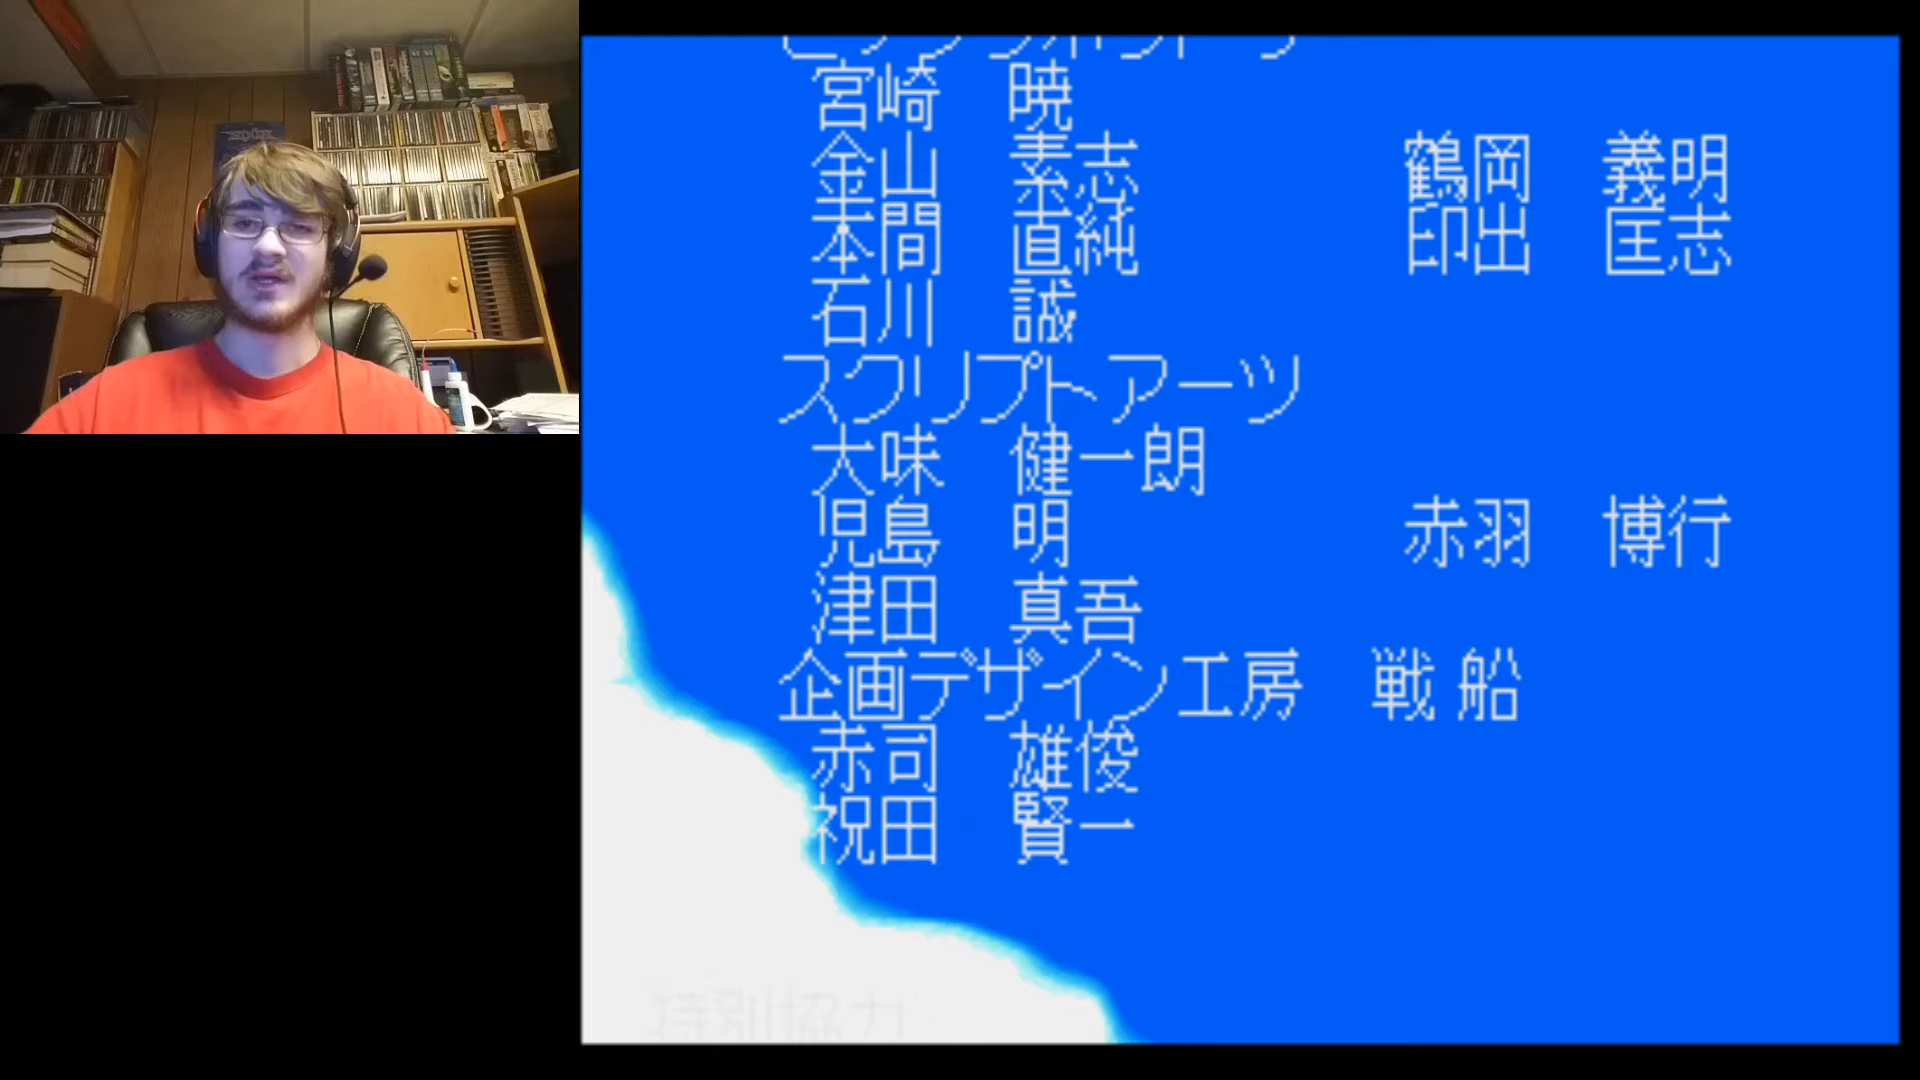 宮崎 暁
金山 素志 鶴岡 義明
本間 直純 印出 匡志
石川 誠
スクリプトアーツ
大味 健一朗
児島 明 赤羽 博行
津田 真吾
企画デザイン工房 戦船
赤司 雄俊
祝田 賢一
特別協力